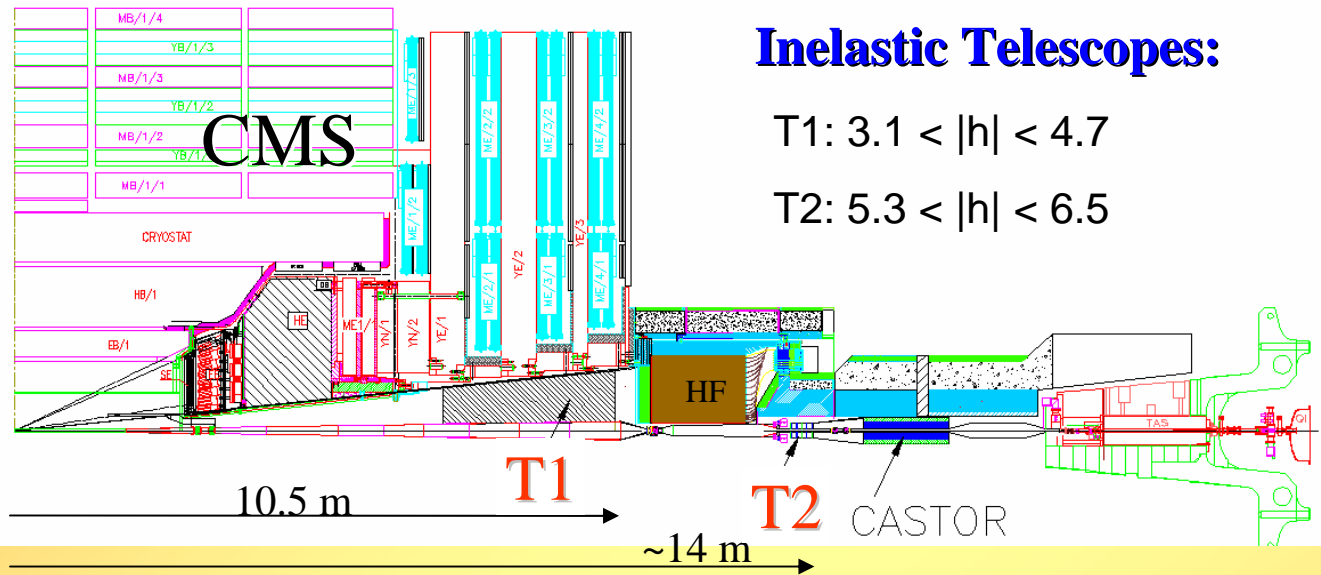 MB/1/4
YB/1/3
MB/1/3
YB/1/2
MB/1/2
YB/1/
MB/1/1
CMS
CRYOSTAT
HB/1
EB/1
SE
HE
ME1/1
YN/1
YN/2
YE/1
ME/1/3
ME/1/2
ME/2/2
ME/2/1
YE/2
ME/3/2
ME/3/1
YE/3
ME/4/2
ME/4/1
Inelastic Telescopes:
T1: 3.1 < |h| < 4.7
T2: 5.3 < |h| < 6.5
HF
TAS
Q1
T1
T2
CASTOR
10.5 m
~14 m